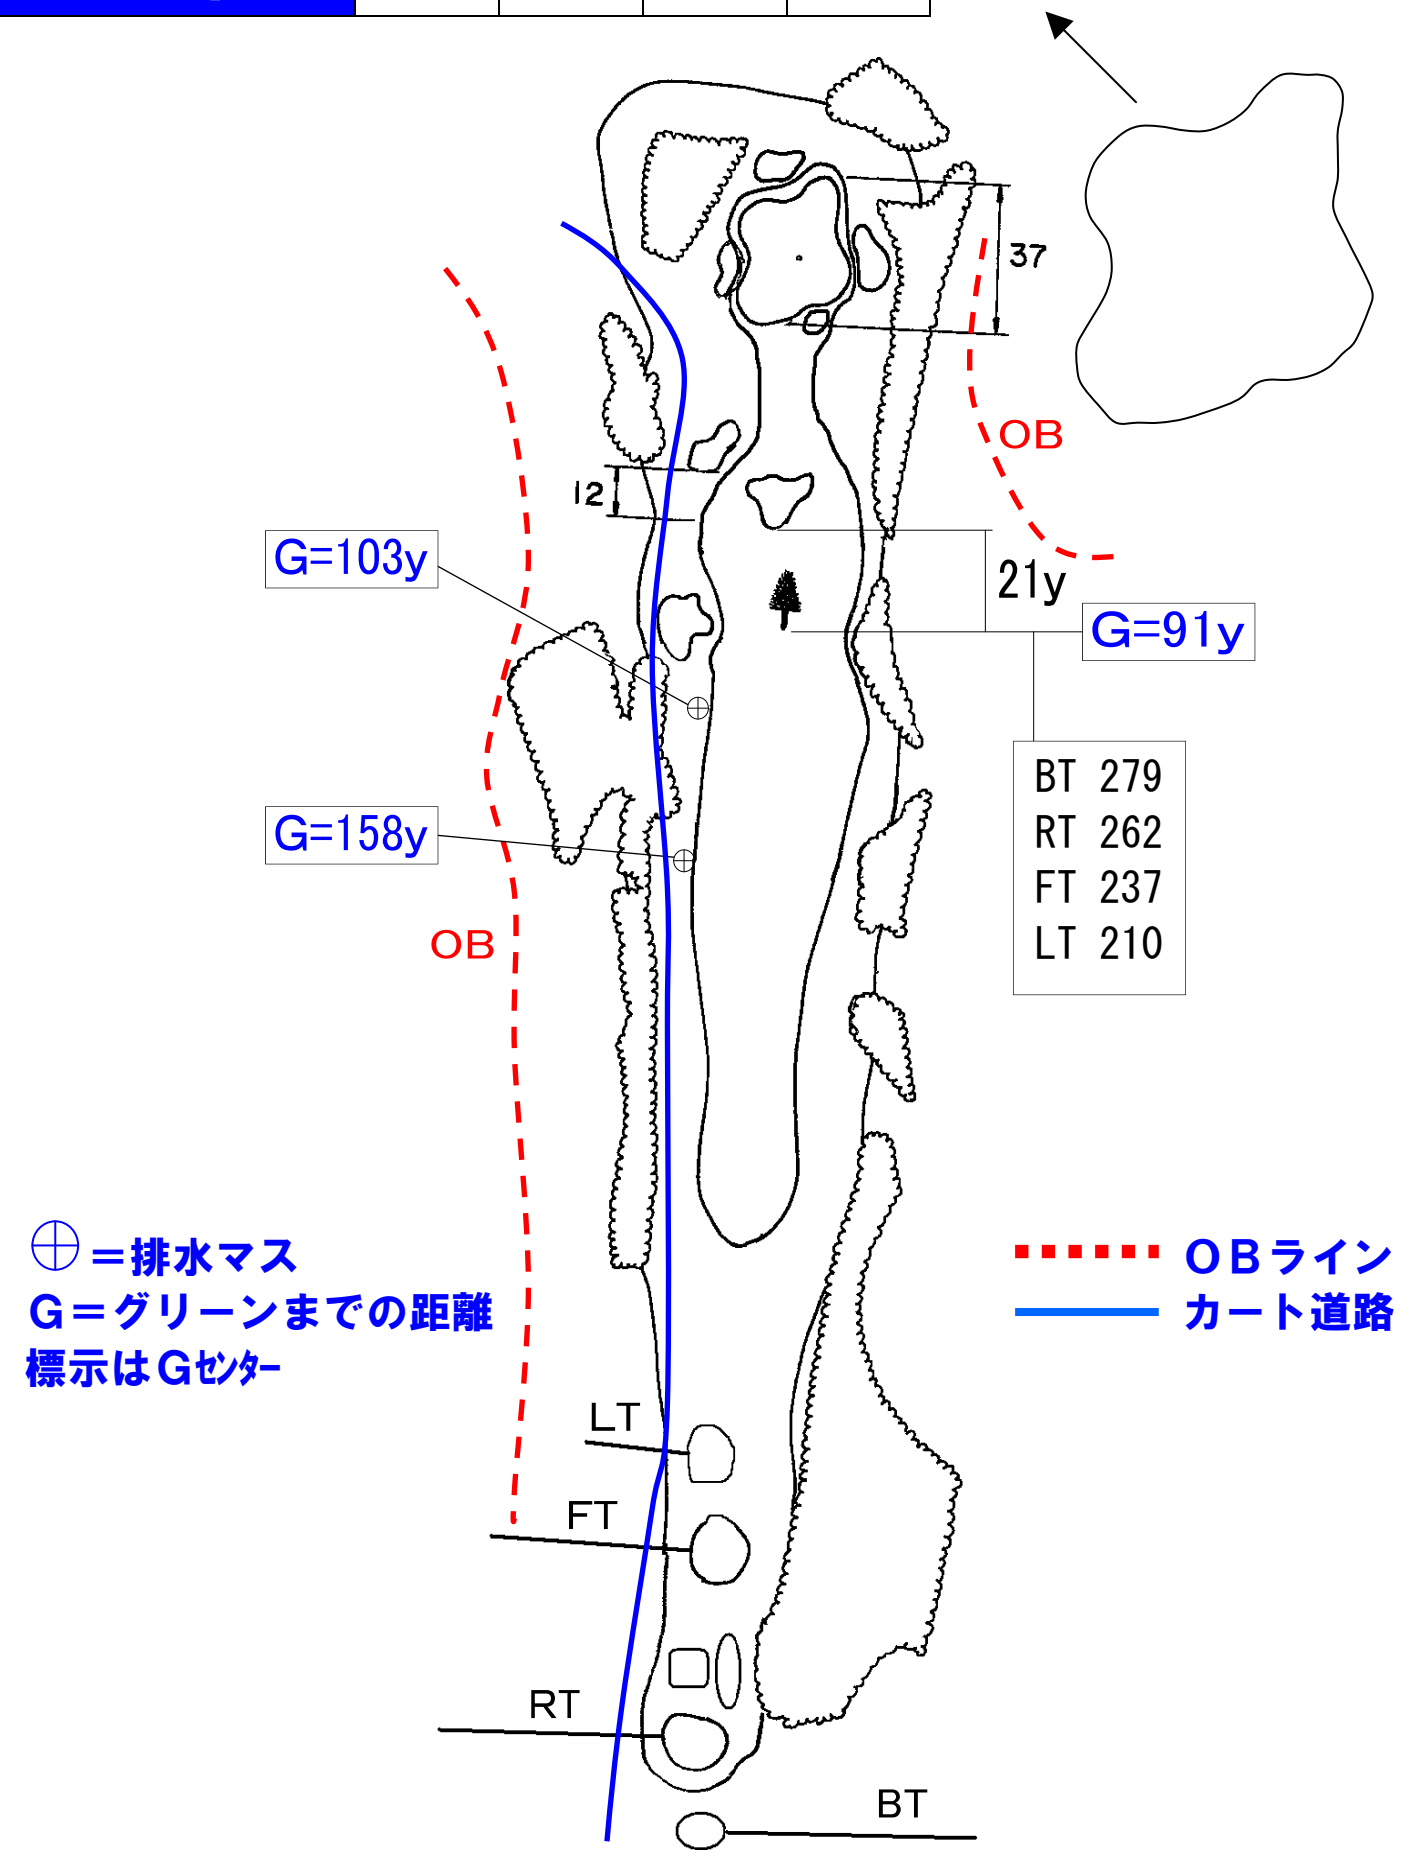 37
OB
12
G=103y
21y
G=91y
BT 279
RT 262
FT 237
LT 210
G=158y
OB
=排水マス
G=グリーンまでの距離
標示はGセンター
OBライン
カート道路
LT
FT
RT
BT